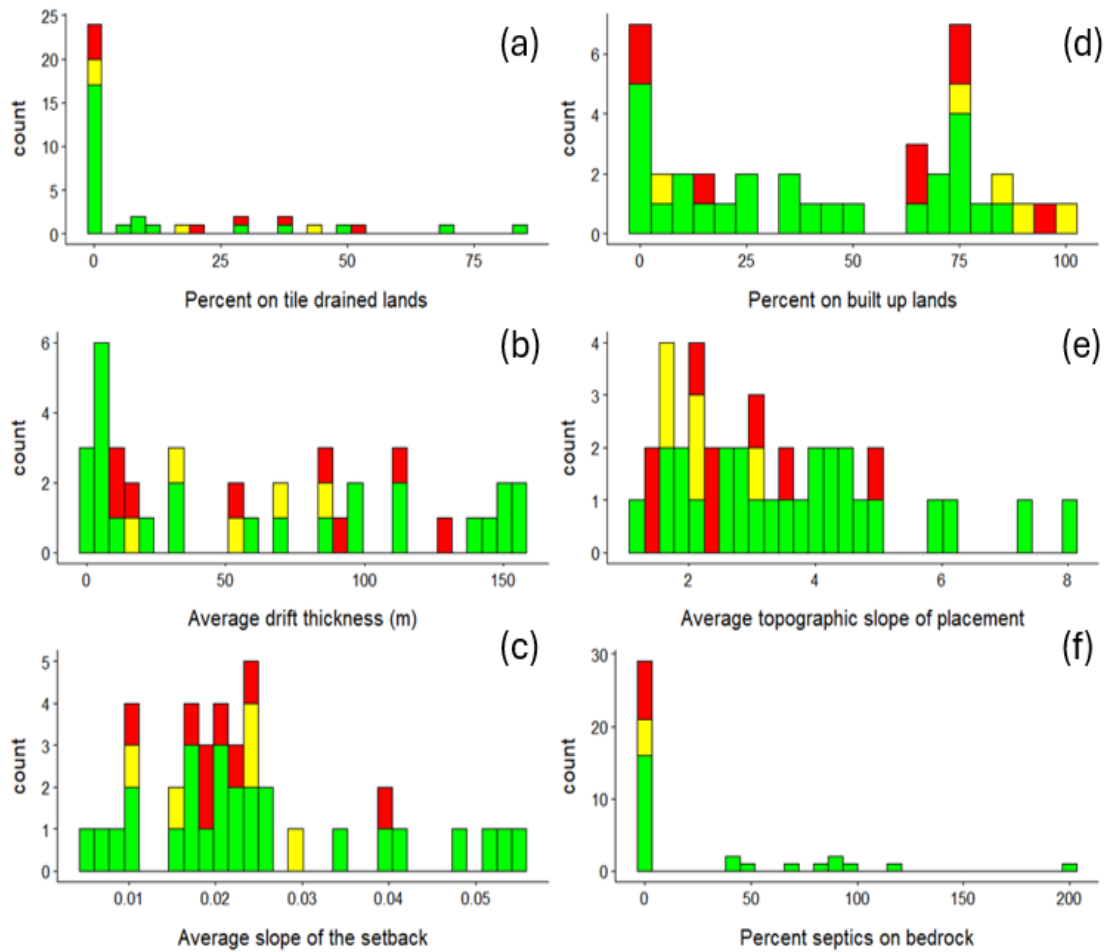 (a)
count
25
20
15
10
5
0
0 25 50 75
Percent on tile drained lands
(d)
count
6
4
2
0
0 25 50 75 100
Percent on built up lands
(b)
count
6
4
2
0
0 50 100 150
Average drift thickness (m)
(e)
count
4
3
2
1
0
2 4 6 8
Average topographic slope of placement
(c)
count
5
4
3
2
1
0
0.01 0.02 0.03 0.04 0.05
Average slope of the setback
(f)
count
30
20
10
0
0 50 100 150 200
Percent septics on bedrock